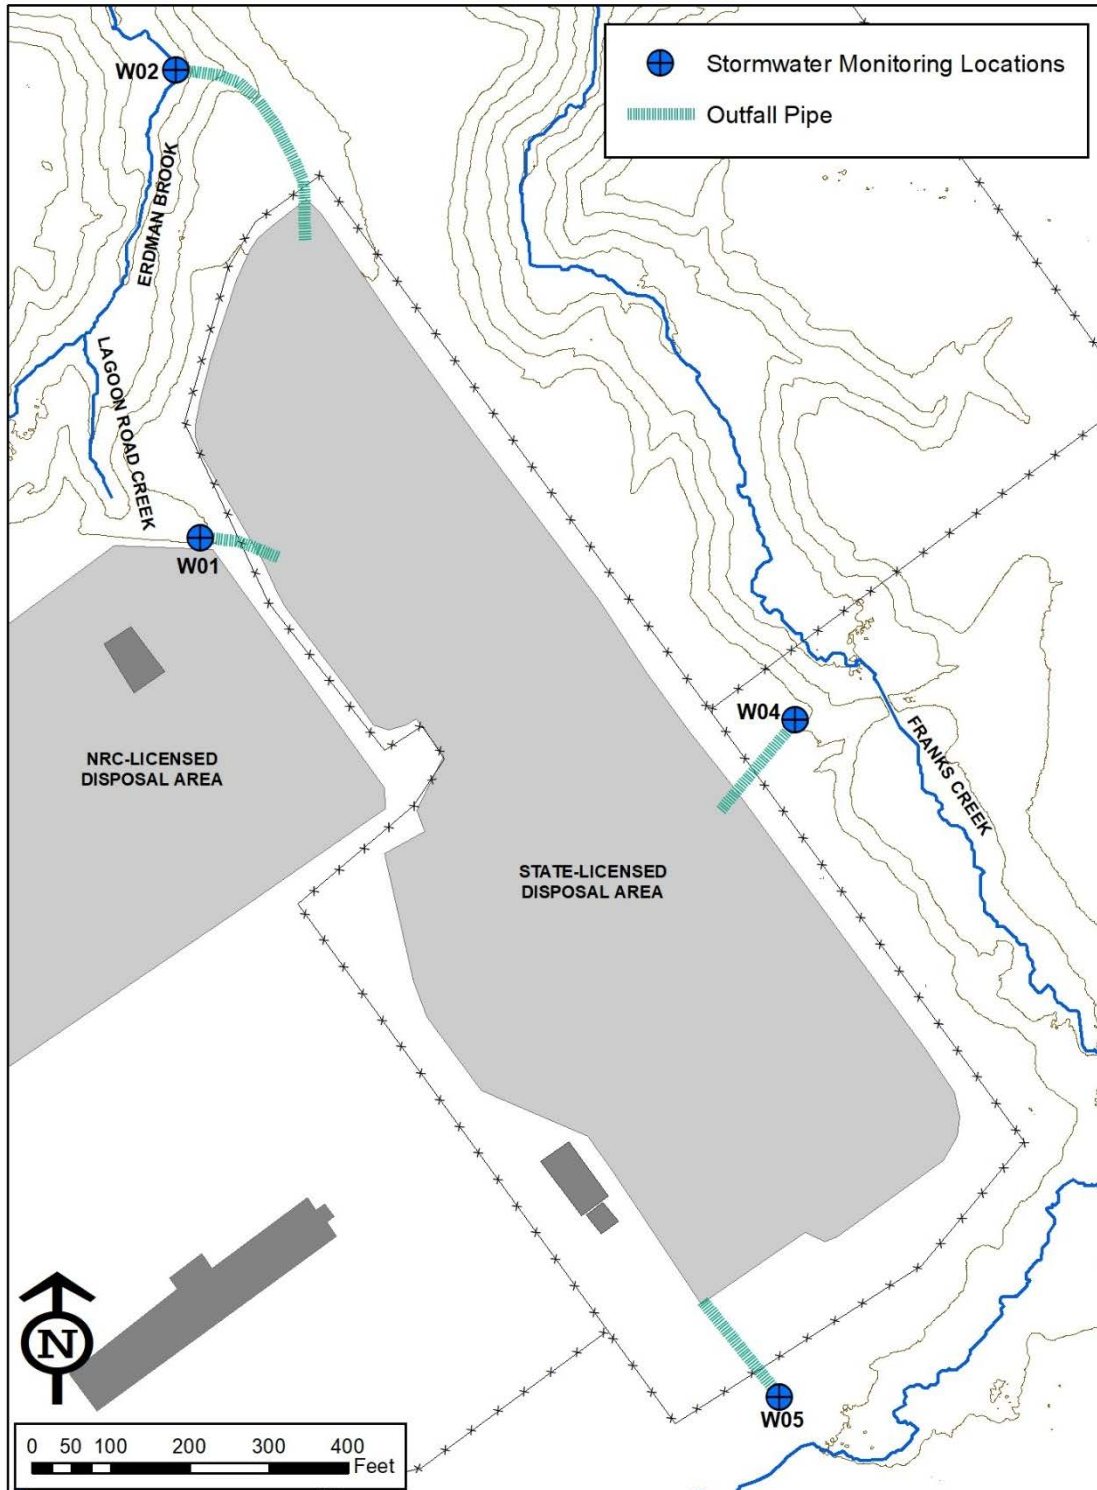 W02
Stormwater Monitoring Locations
Outfall Pipe
ERDMAN BROOK
LAGOON ROAD CREEK
W01
W04
NRC-LICENSED
DISPOSAL AREA
FRANKS CREEK
STATE-LICENSED
DISPOSAL AREA
N
W05
0 50 100 200 300 400
Feet